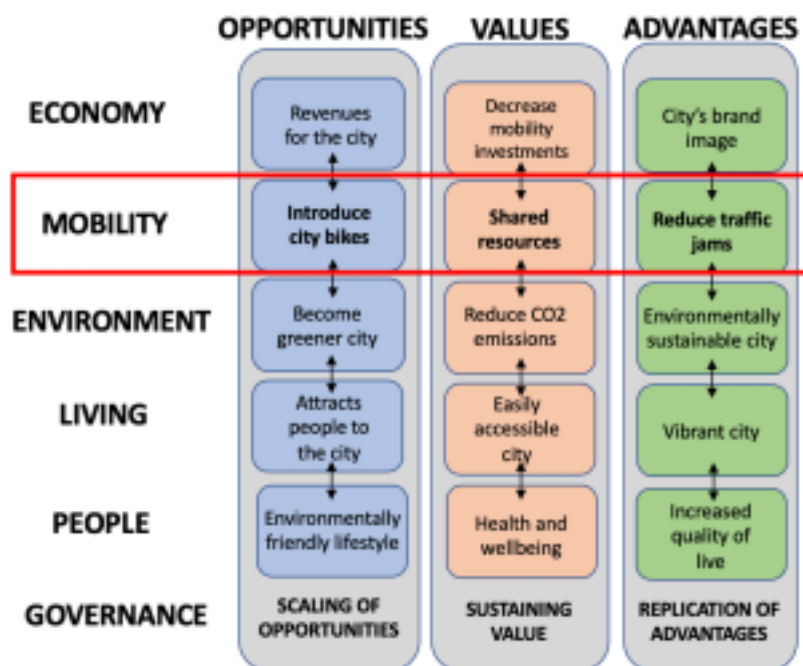 OPPORTUNITIES VALUES ADVANTAGES
ECONOMY
Revenues
for the city
Decrease
mobility
investments
City's brand
image
MOBILITY
Introduce
city bikes
Shared
resources
Reduce traffic
jams
ENVIRONMENT
Become
greener city
Reduce CO2
emissions
Environmentally
sustainable city
LIVING
Attracts
people to
the city
Easily
accessible
city
Vibrant city
PEOPLE
Environmentally
friendly lifestyle
Health and
wellbeing
Increased
quality of
live
GOVERNANCE
SCALING OF
OPPORTUNITIES
SUSTAINING
VALUE
REPLICATION OF
ADVANTAGES